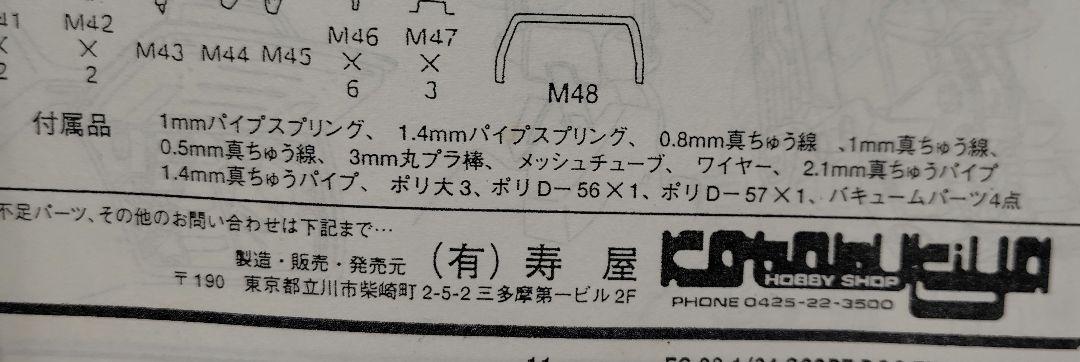 M42 M43 M44 M45 M46 M47
× × ×
2 2 6 3
M48
付属品
1mmパイプスプリング、 1.4mmパイプスプリング、 0.8mm真ちゅう線 、1mm真ちゅう線、
0.5mm真ちゅう線、 3mm丸プラ棒、 メッシュチューブ、 ワイヤー、 2.1mm真ちゅうパイプ
1.4mm真ちゅうパイプ、 ポリ大3、ポリD－56×1、ポリD－57×1、バキュームパーツ4点
不足パーツ、その他のお問い合わせは下記まで…
製造・販売・発売元 (有) 寿 屋
Kotobukiya
HOBBY SHOP
〒190 東京都立川市柴崎町2-5-2三多摩第一ビル2F
PHONE 0425-22-3500
11